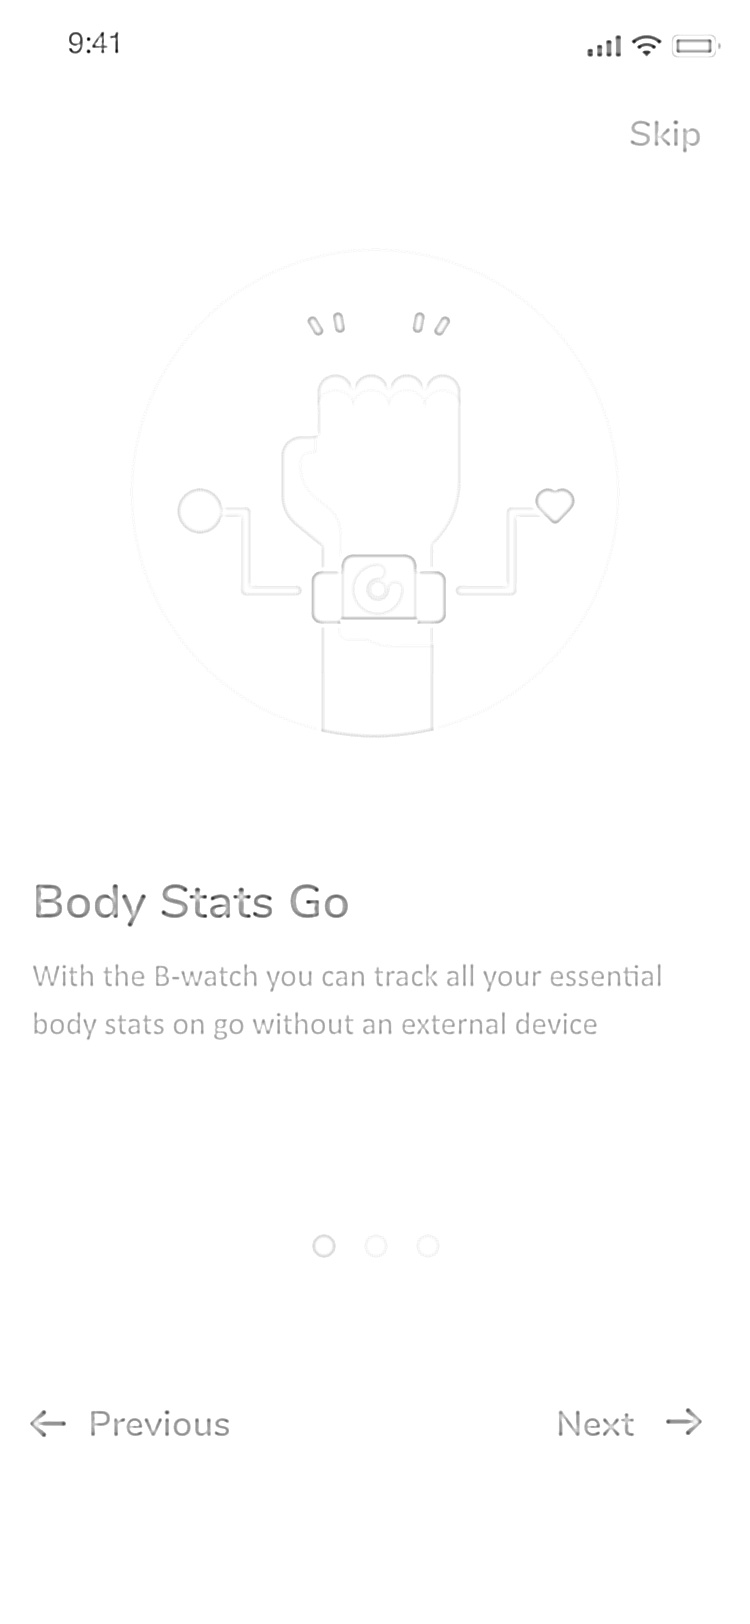 9:41
Skip
Body Stats Go
With the B-watch you can track all your essential
body stats on go without an external device
Previous
Next